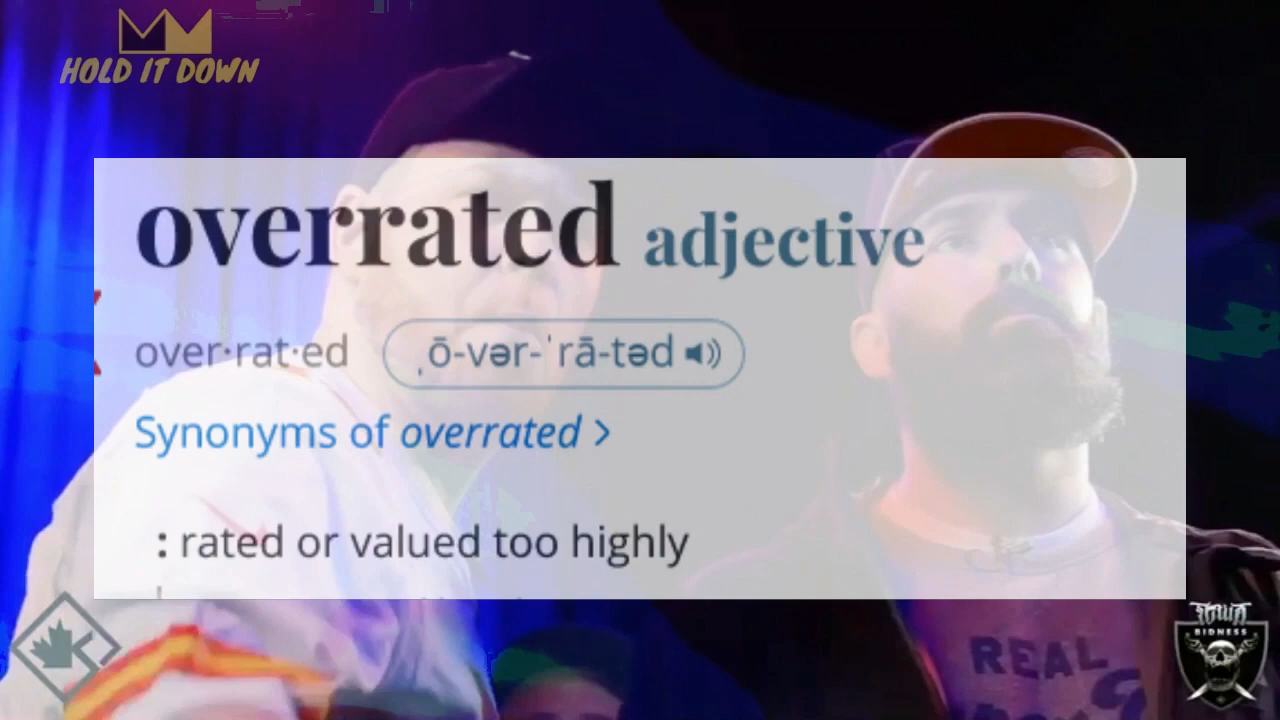 HOLD IT DOWN
overrated adjective
over·rat·ed ˌō-vər-ˈrā-təd
Synonyms of overrated >
: rated or valued too highly
BIDNESS
REAL